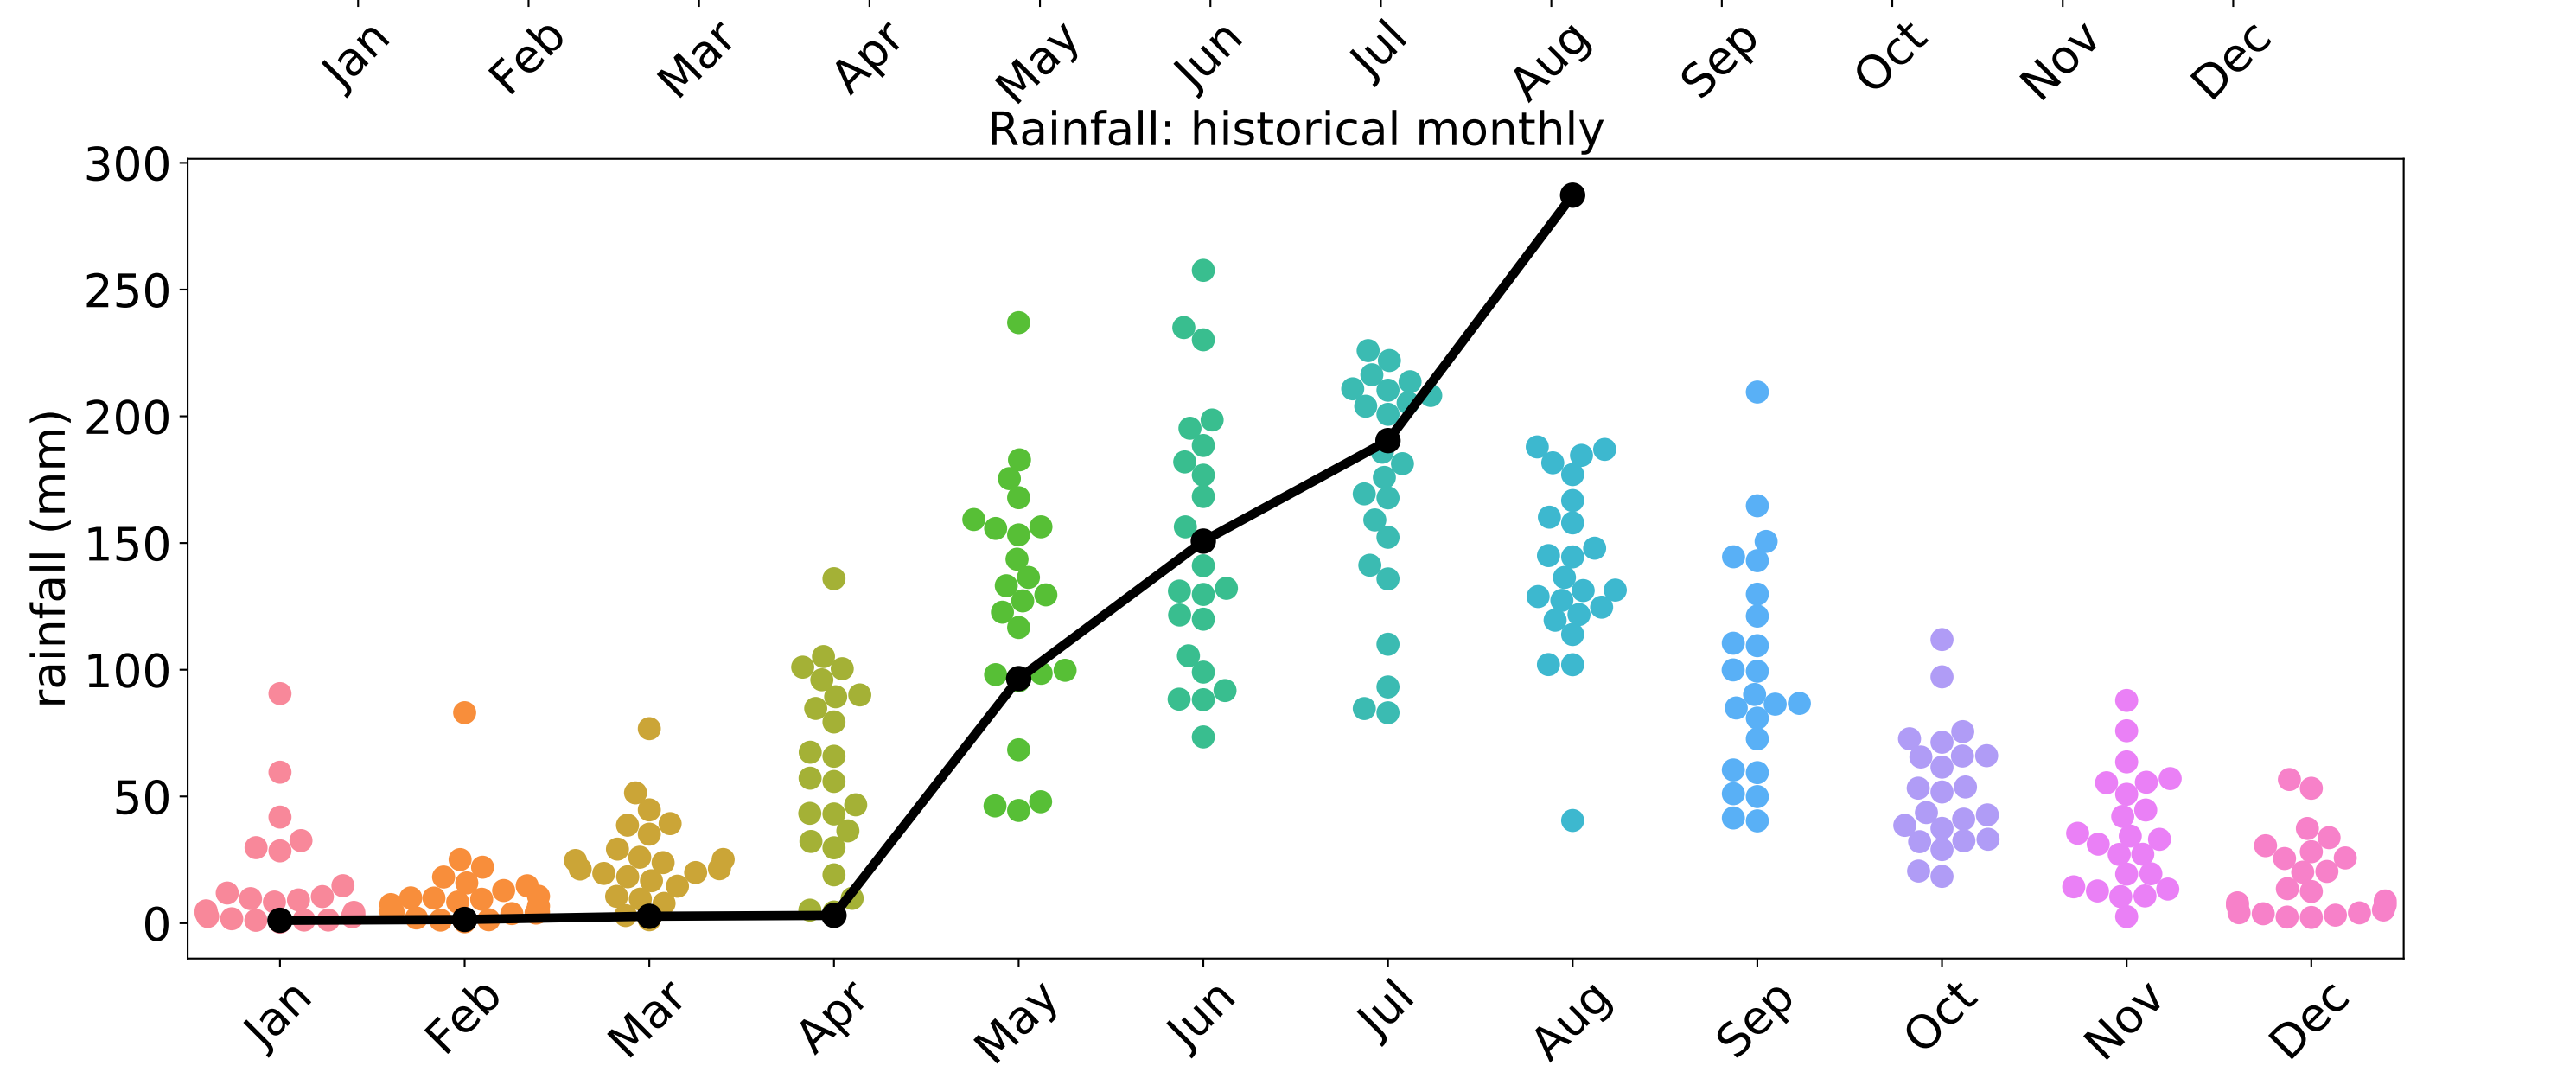 Jan Feb Mar Apr May Jun Jul Aug Sep Oct Nov Dec
Rainfall: historical monthly
300
250
200
150
100
50
0
rainfall (mm)
Jan Feb Mar Apr May Jun Jul Aug Sep Oct Nov Dec